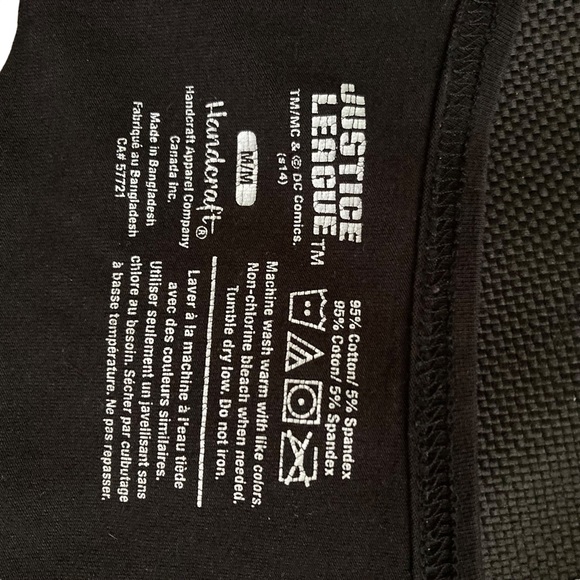 JUSTICE
LEAGUE™
TM/MC & © DC Comics.
(s14)
M/M
Handcraft®
Handcraft Apparel Company
Canada Inc.
Made in Bangladesh
Fabriqué au Bangladesh
CA# 57721
95% Cotton/ 5% Spandex
95% Coton/ 5% Spandex
Machine wash warm with like colors.
Non-chlorine bleach when needed.
Tumble dry low. Do not iron.
Laver à la machine à l'eau tiède
avec des couleurs similaires.
Utiliser seulement un javellisant sans
chlore au besoin. Sécher par culbutage
à basse température. Ne pas repasser.